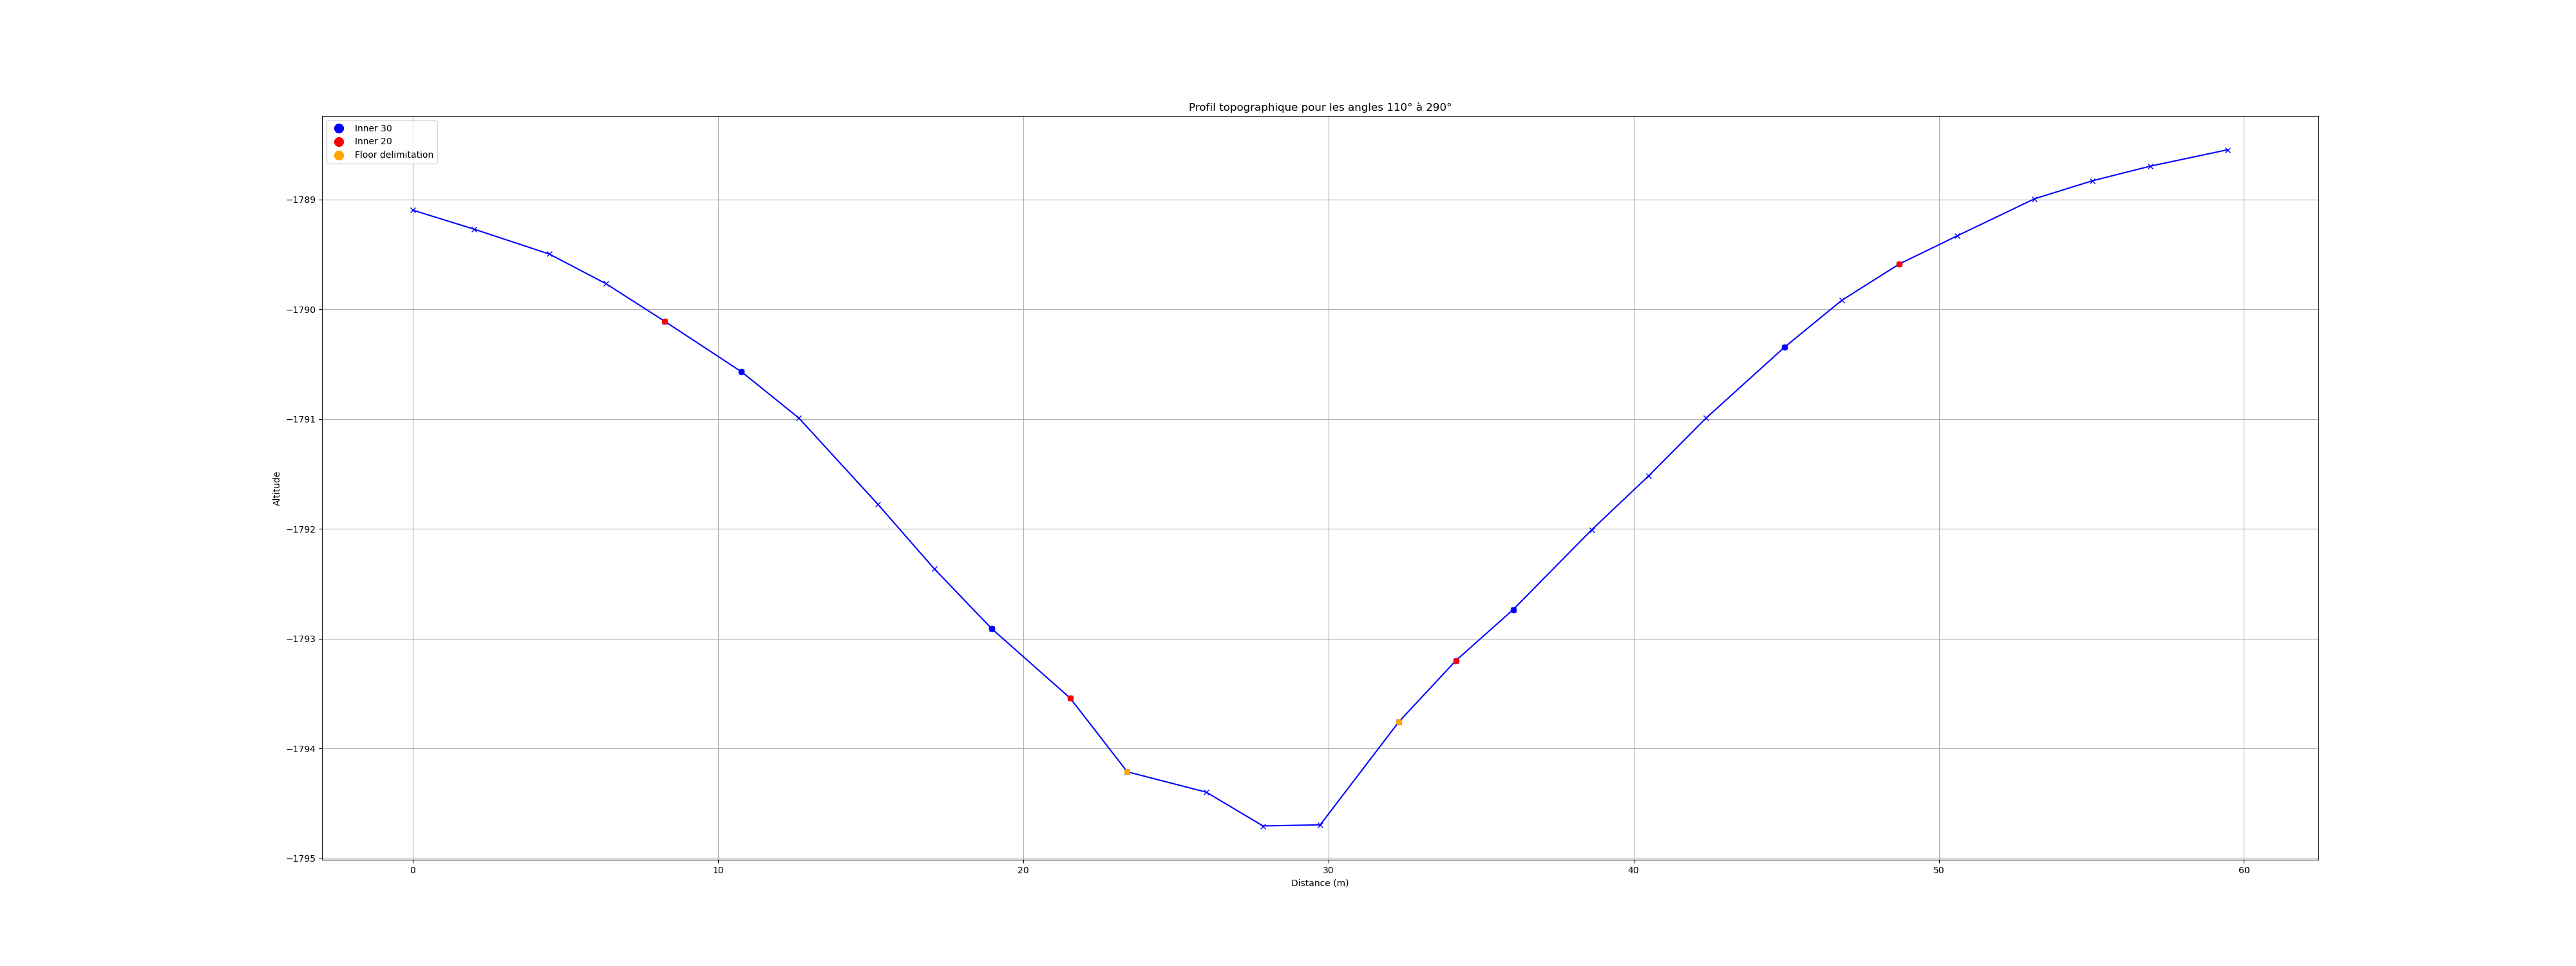 Profil topographique pour les angles 110° à 290°
Inner 30
Inner 20
Floor delimitation
−1789
−1790
−1791
−1792
−1793
−1794
−1795
Altitude
0 10 20 30 40 50 60
Distance (m)